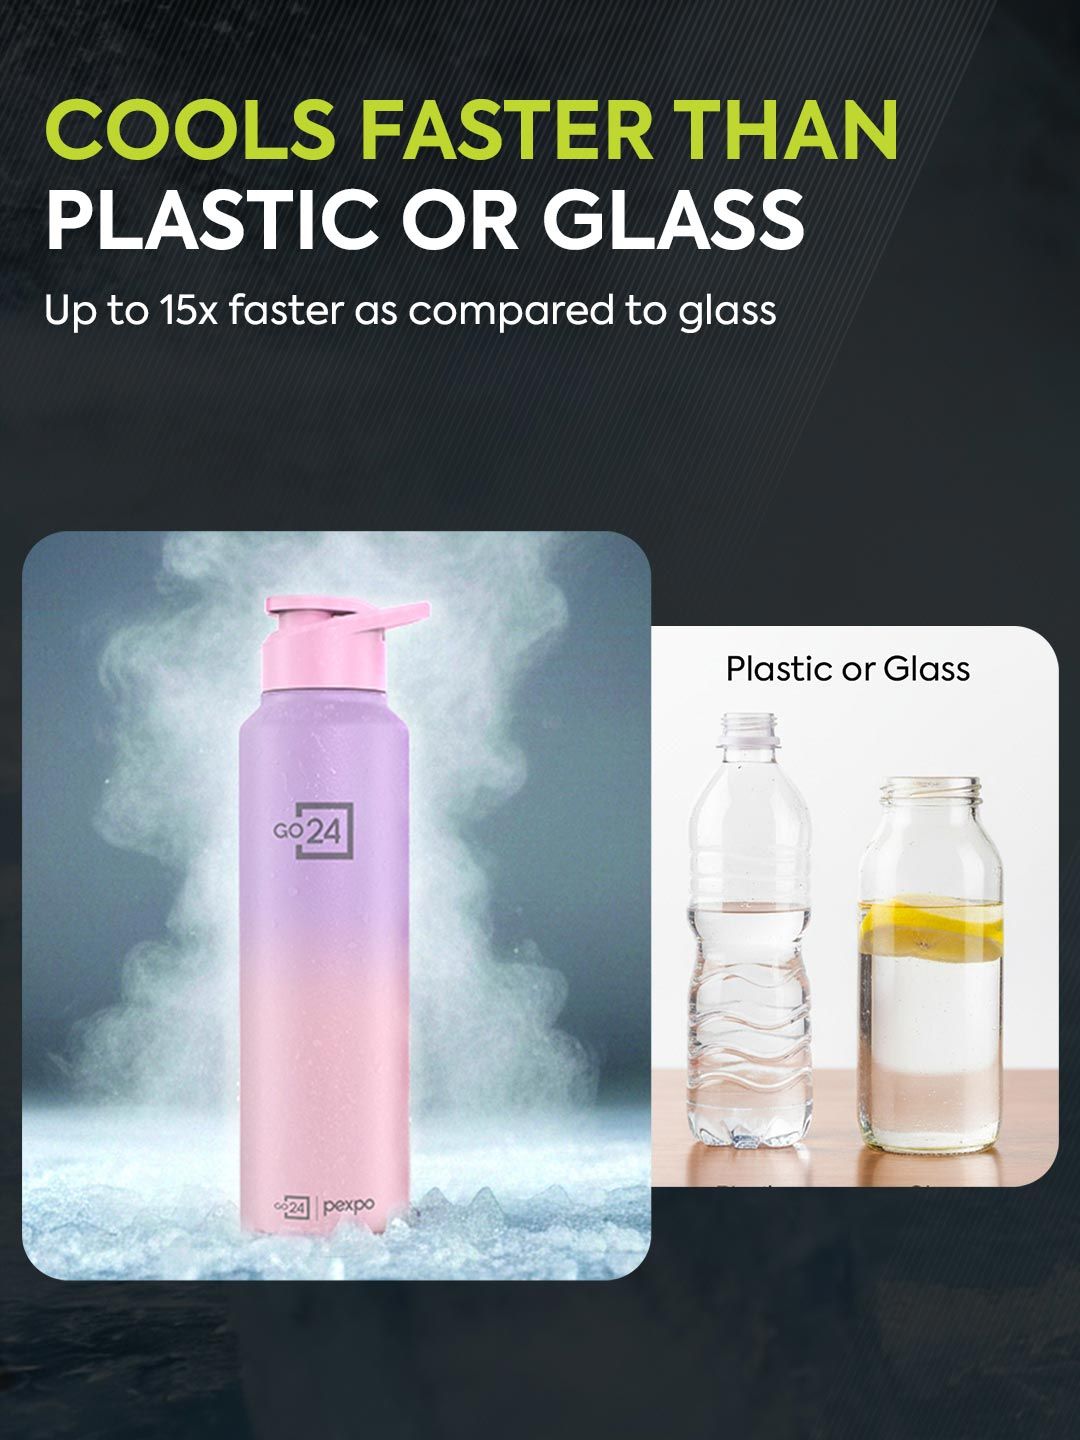 COOLS FASTER THAN
PLASTIC OR GLASS
Up to 15x faster as compared to glass
Plastic or Glass
GO 24
GO 24 | pexpo